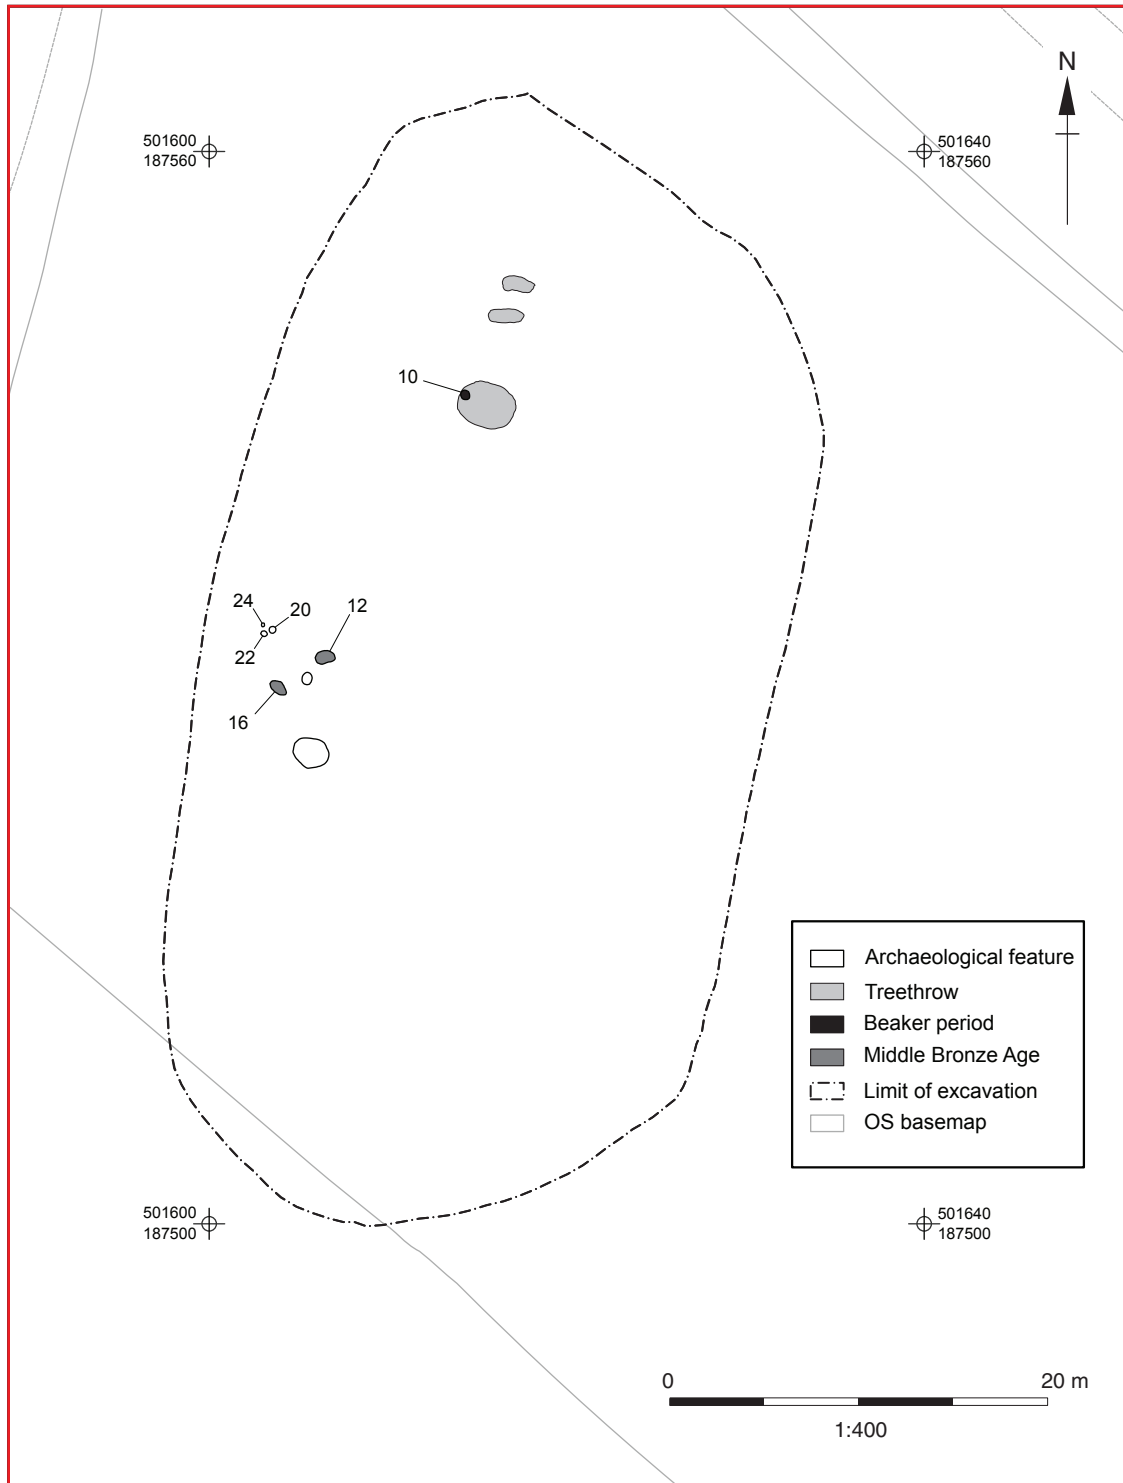 N
501600
187560
501640
187560
10
24
20
12
22
16
Archaeological feature
Treethrow
Beaker period
Middle Bronze Age
Limit of excavation
OS basemap
501600
187500
501640
187500
0
20 m
1:400